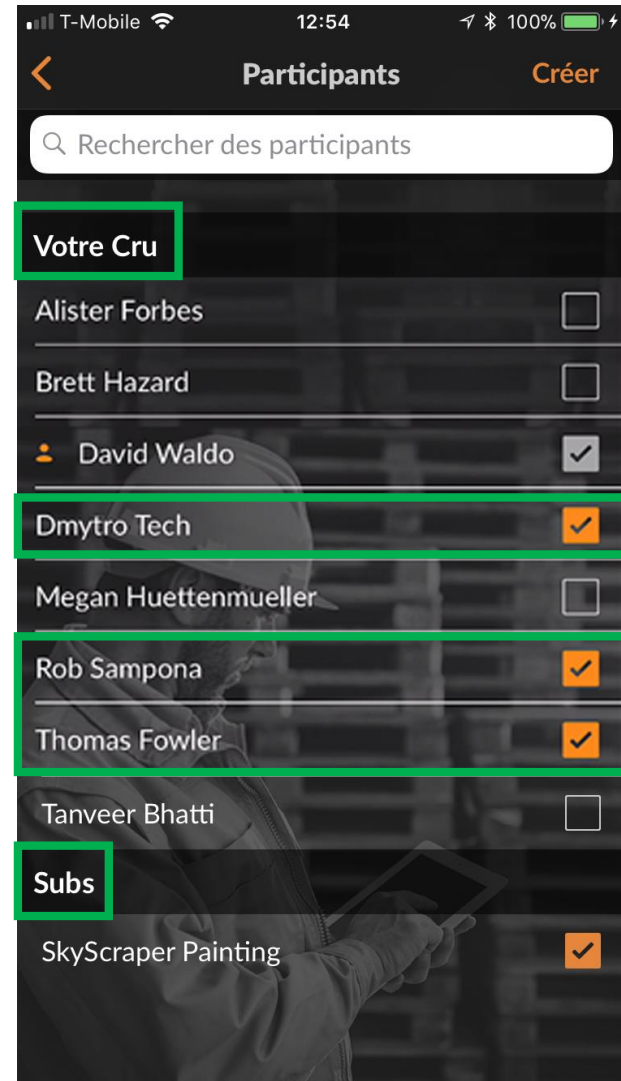 T-Mobile 12:54 100%
Participants Créer
Rechercher des participants
Votre Cru
Alister Forbes
Brett Hazard
David Waldo
Dmytro Tech
Megan Huettenmueller
Rob Sampona
Thomas Fowler
Tanveer Bhatti
Subs
SkyScraper Painting